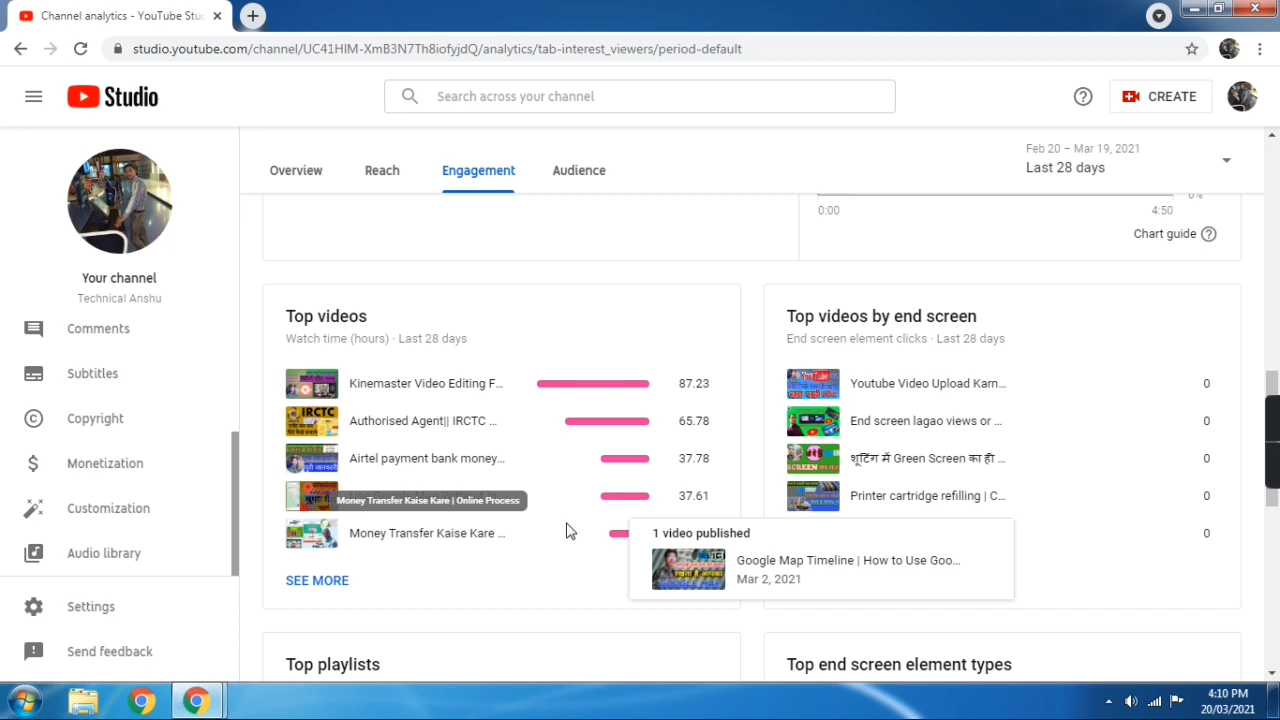 Channel analytics - YouTube Stu
studio.youtube.com/channel/UC41HIM-XmB3N7Th8iofyjdQ/analytics/tab-interest_viewers/period-default
Studio
Search across your channel
CREATE
Your channel
Technical Anshu
Comments
Subtitles
Copyright
Monetization
Customization
Audio library
Settings
Send feedback
Overview
Reach
Engagement
Audience
Feb 20 – Mar 19, 2021
Last 28 days
0%
0:00
4:50
Chart guide
Top videos
Watch time (hours) · Last 28 days
Kinemaster Video Editing F...
87.23
Authorised Agent|| IRCTC ...
65.78
Airtel payment bank money...
37.78
Money Transfer Kaise Kare | Online Process
37.61
Money Transfer Kaise Kare ...
SEE MORE
Top videos by end screen
End screen element clicks · Last 28 days
Youtube Video Upload Karn...
0
End screen lagao views or ...
0
शूटिंग में Green Screen का ही ...
0
Printer cartridge refilling | C...
0
0
1 video published
Google Map Timeline | How to Use Goo...
Mar 2, 2021
Top playlists
Top end screen element types
4:10 PM
20/03/2021